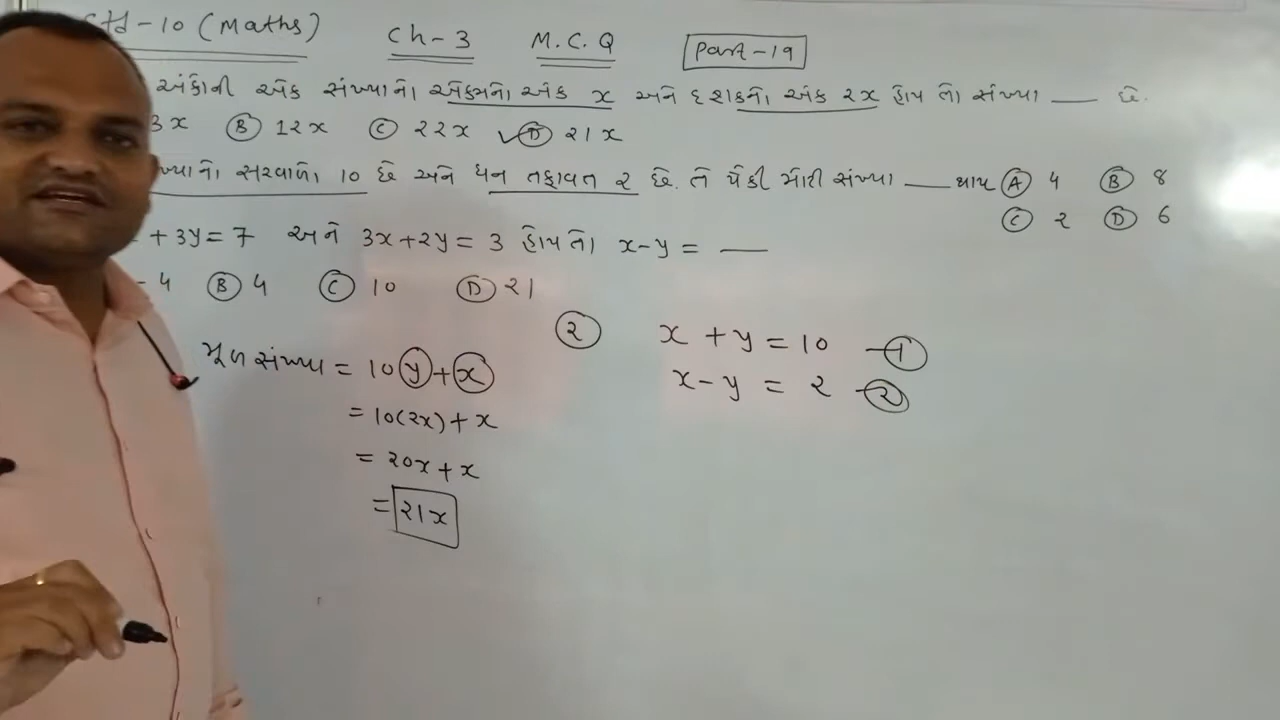 Std-10 (Maths) Ch-3 M.C.Q Part-19
અંકોની એક સંખ્યાનો એકમનો અંક x અને દશકનો અંક 2x હોય તો સંખ્યા ___ છે.
3x (B) 12x (C) 22x ✓(D) 21x
સરવાળો 10 છે અને ધન તફાવત 2 છે. તે પૈકી મોટી સંખ્યા ___ થાય (A) 4 (B) 8
(C) 2 (D) 6
+ 3y = 7 અને 3x+2y = 3 હોય તો x-y = ___
- 4 (B) 4 (C) 10 (D) 21
મૂળ સંખ્યા = 10y+x
= 10(2x) + x
= 20x + x
= 21x
(2) x + y = 10 -(1)
x - y = 2 -(2)